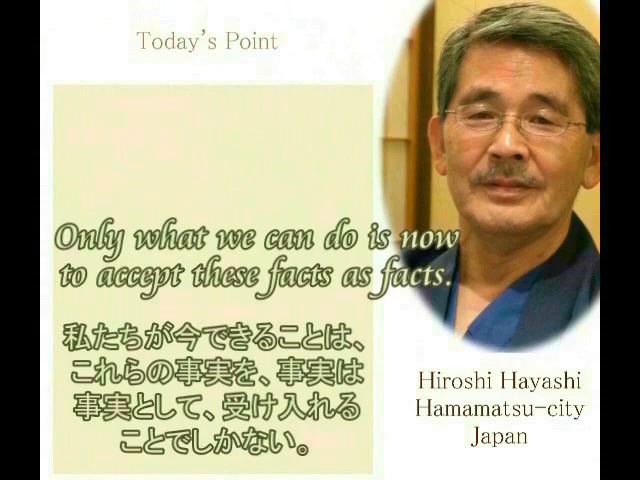 Today's Point
Only what we can do is now
to accept these facts as facts.
私たちが今できることは、
これらの事実を、事実は
事実として、受け入れる
ことでしかない。
Hiroshi Hayashi
Hamamatsu-city
Japan